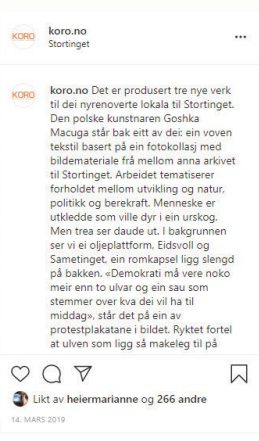 KORO
koro.no
Stortinget
KORO
koro.no Det er produsert tre nye verk
til dei nyrenoverte lokala til Stortinget.
Den polske kunstnaren Goshka
Macuga står bak eitt av dei: ein voven
tekstil basert på ein fotokollasj med
bildemateriale frå mellom anna arkivet
til Stortinget. Arbeidet tematiserer
forholdet mellom utvikling og natur,
politikk og berekraft. Menneske er
utkledde som ville dyr i ein urskog.
Men trea ser daude ut. I bakgrunnen
ser vi ei oljeplattform, Eidsvoll og
Sametinget, ein romkapsel ligg slengd
på bakken. «Demokrati må vere noko
meir enn to ulvar og ein sau som
stemmer over kva dei vil ha til
middag», står det på ein av
protestplakatane i bildet. Ryktet fortel
at ulven som ligg så makeleg til på
Likt av heiermarianne og 266 andre
14. MARS 2019